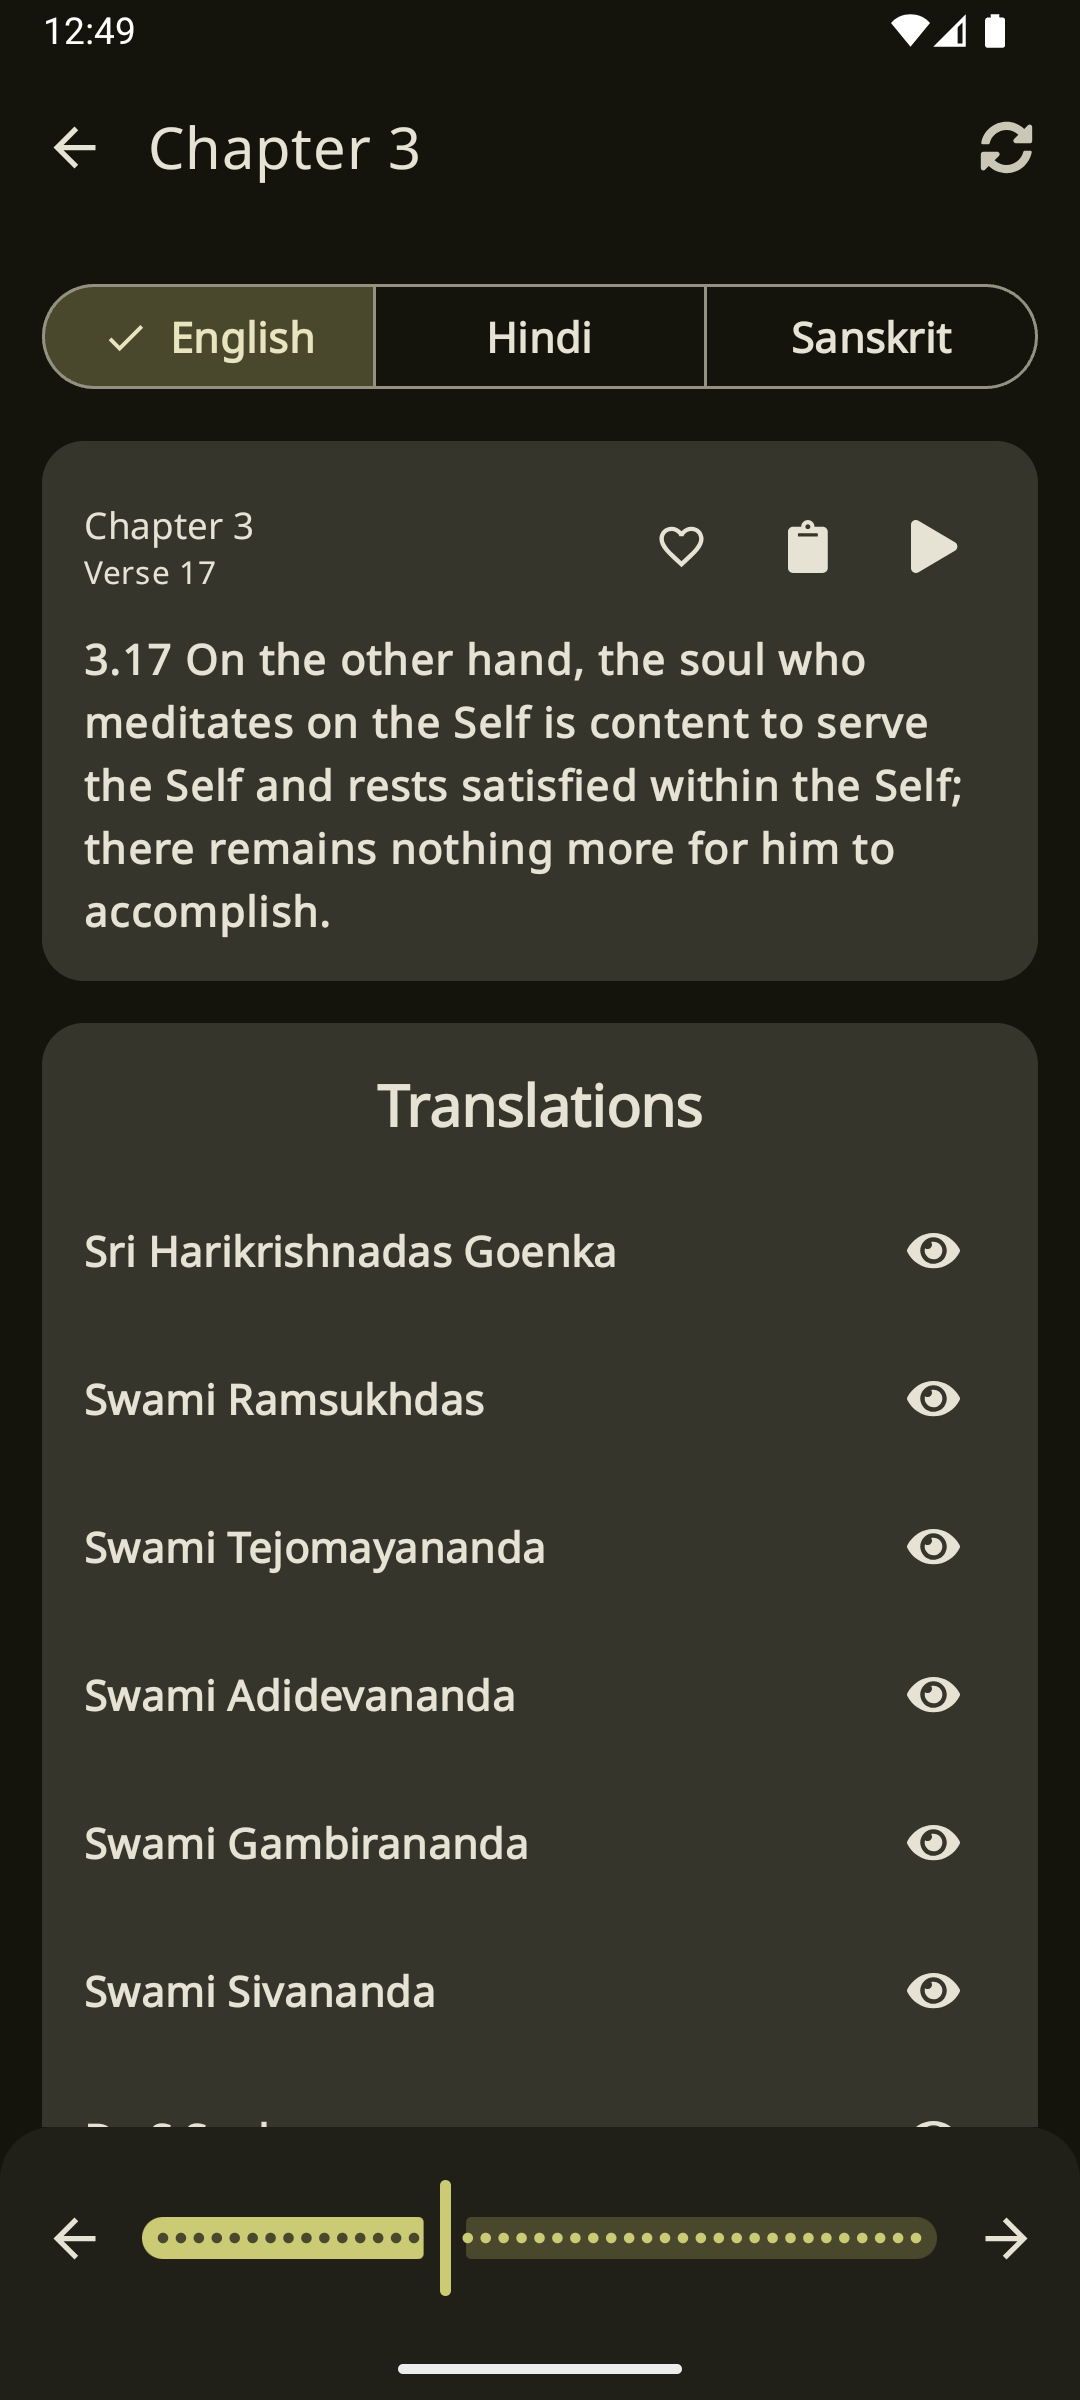 12:49
Chapter 3
English
Hindi
Sanskrit
Chapter 3
Verse 17
3.17 On the other hand, the soul who
meditates on the Self is content to serve
the Self and rests satisfied within the Self;
there remains nothing more for him to
accomplish.
Translations
Sri Harikrishnadas Goenka
Swami Ramsukhdas
Swami Tejomayananda
Swami Adidevananda
Swami Gambirananda
Swami Sivananda